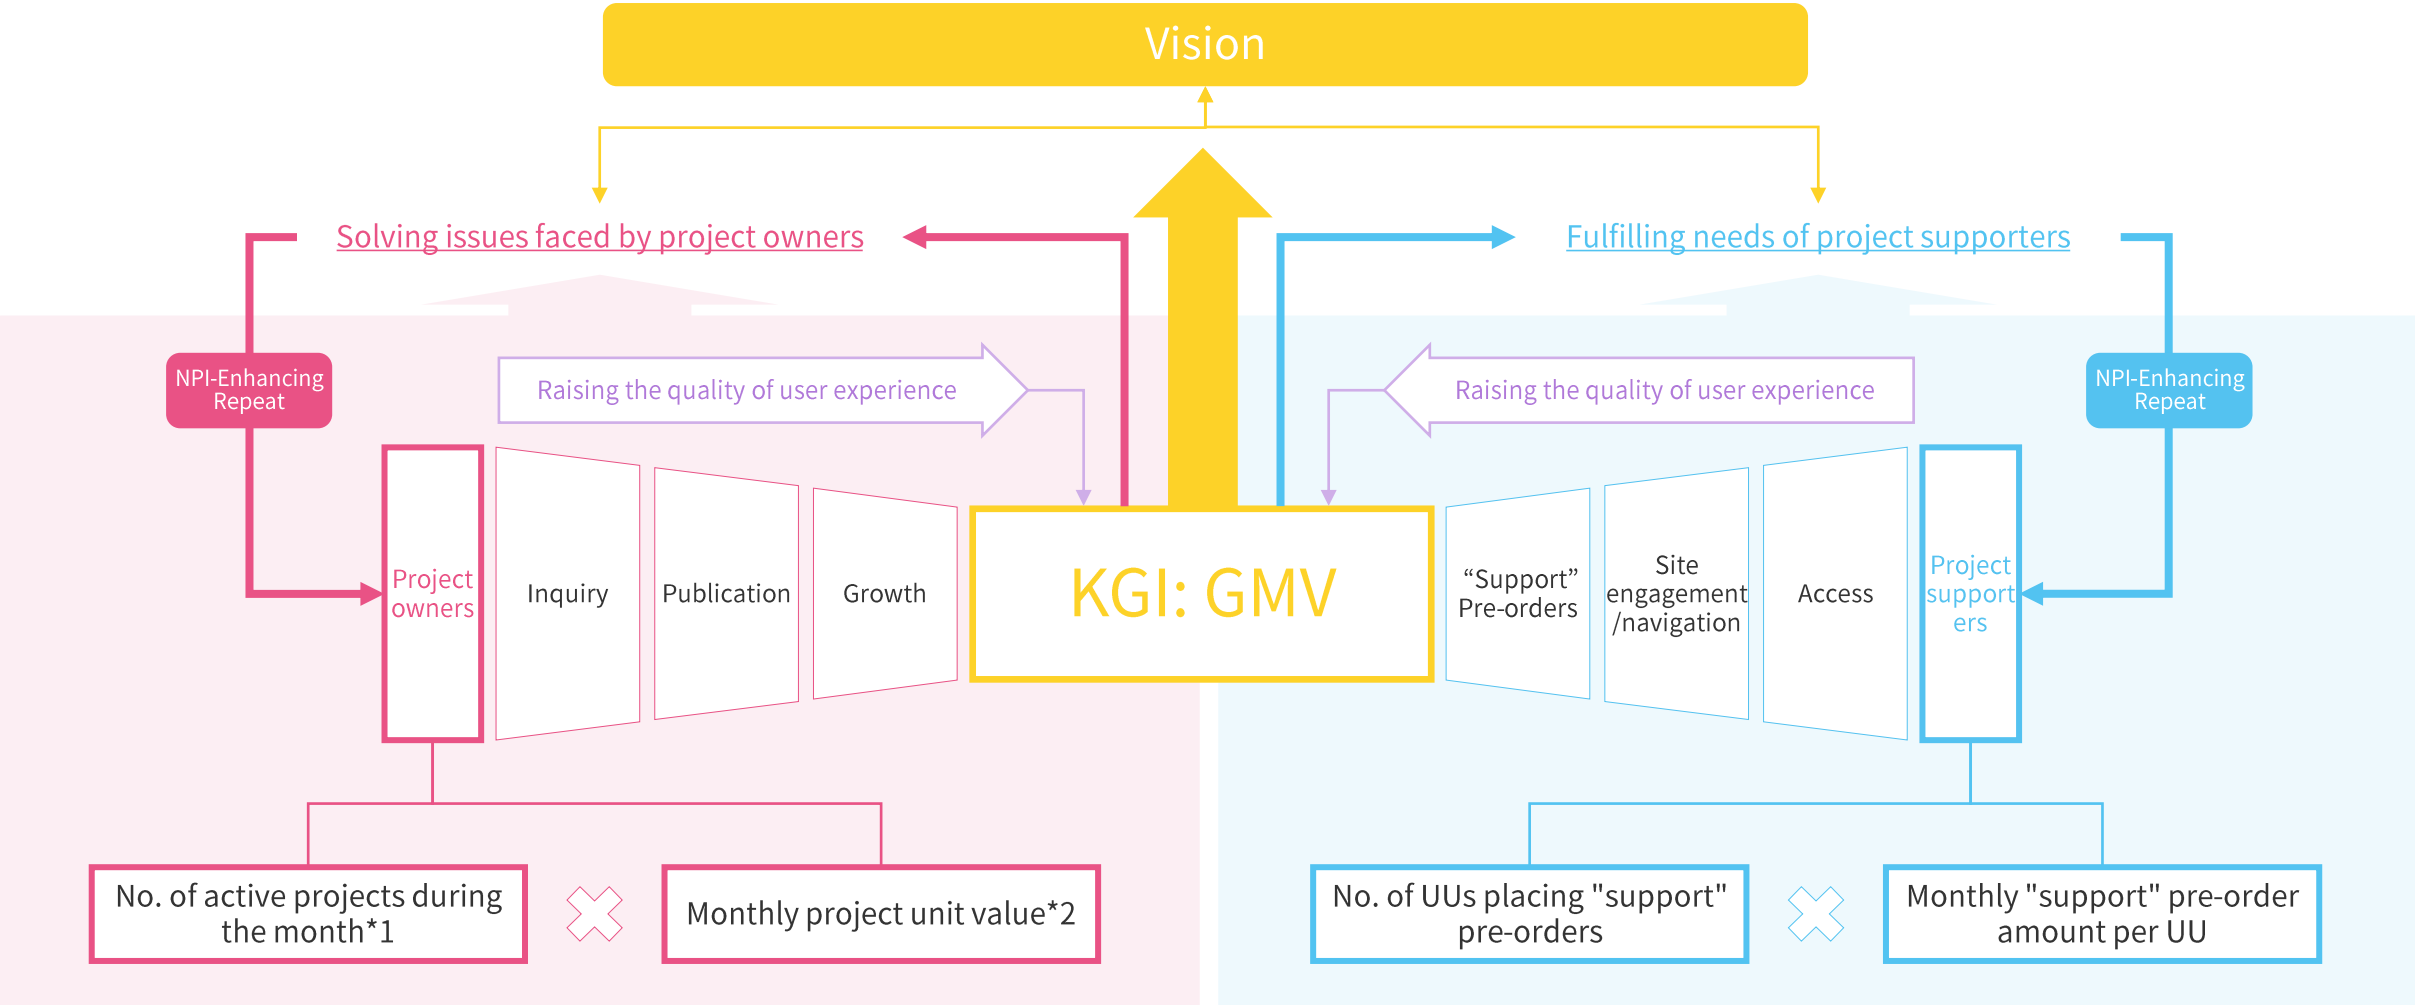 Vision
Solving issues faced by project owners
Fulfilling needs of project supporters
NPI-Enhancing
Repeat
Raising the quality of user experience
Raising the quality of user experience
NPI-Enhancing
Repeat
Project
owners
Inquiry
Publication
Growth
KGI: GMV
“Support”
Pre-orders
Site
engagement
/navigation
Access
Project
support
ers
No. of active projects during
the month*1
Monthly project unit value*2
No. of UUs placing "support"
pre-orders
Monthly "support" pre-order
amount per UU